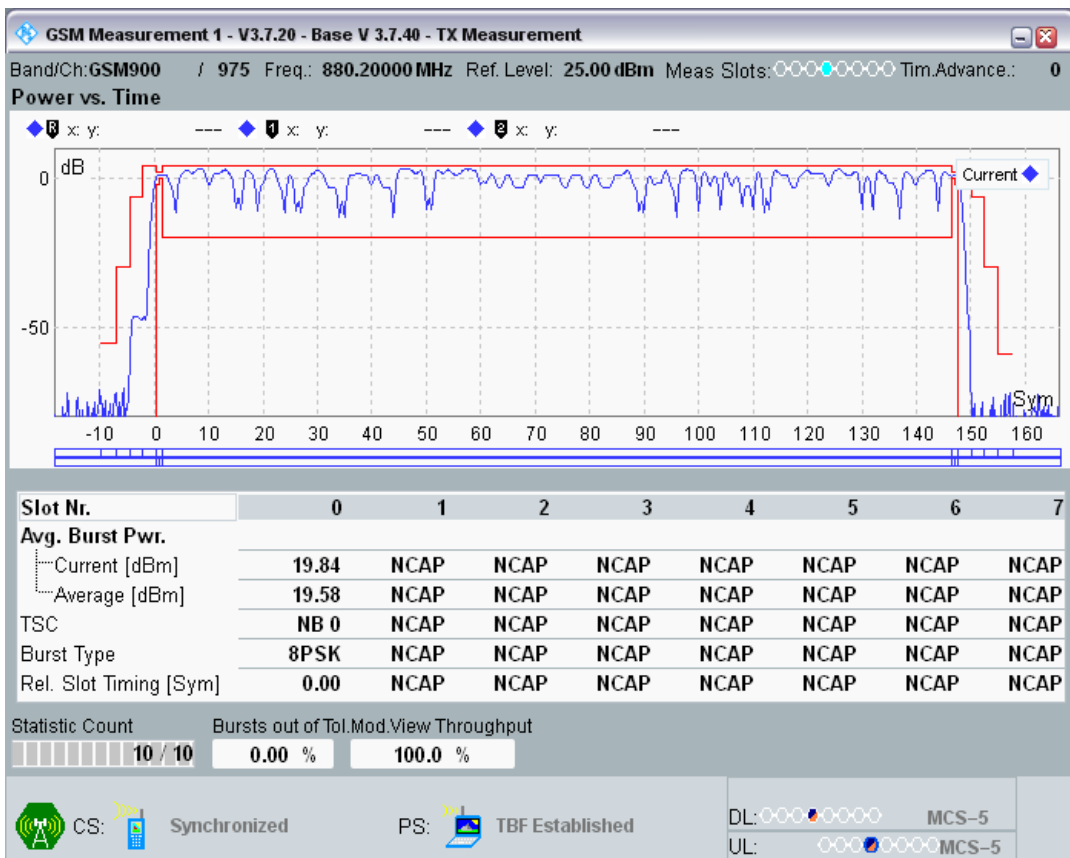 GSM Measurement 1 - V3.7.20 - Base V 3.7.40 - TX Measurement
Band/Ch:GSM900 / 975 Freq.: 880.20000 MHz Ref. Level: 25.00 dBm Meas Slots: Tim.Advance.: 0
Power vs. Time
R x: y: --- 1 x: y: --- 2 x: y: ---
dB
Current
0
-50
Sym
-10 0 10 20 30 40 50 60 70 80 90 100 110 120 130 140 150 160
Slot Nr. 0 1 2 3 4 5 6 7
Avg. Burst Pwr.
Current [dBm] 19.84 NCAP NCAP NCAP NCAP NCAP NCAP NCAP
Average [dBm] 19.58 NCAP NCAP NCAP NCAP NCAP NCAP NCAP
TSC NB 0 NCAP NCAP NCAP NCAP NCAP NCAP NCAP
Burst Type 8PSK NCAP NCAP NCAP NCAP NCAP NCAP NCAP
Rel. Slot Timing [Sym] 0.00 NCAP NCAP NCAP NCAP NCAP NCAP NCAP
Statistic Count Bursts out of Tol.Mod.View Throughput
10 / 10 0.00 % 100.0 %
CS: Synchronized PS: TBF Established DL: MCS-5
UL: MCS-5